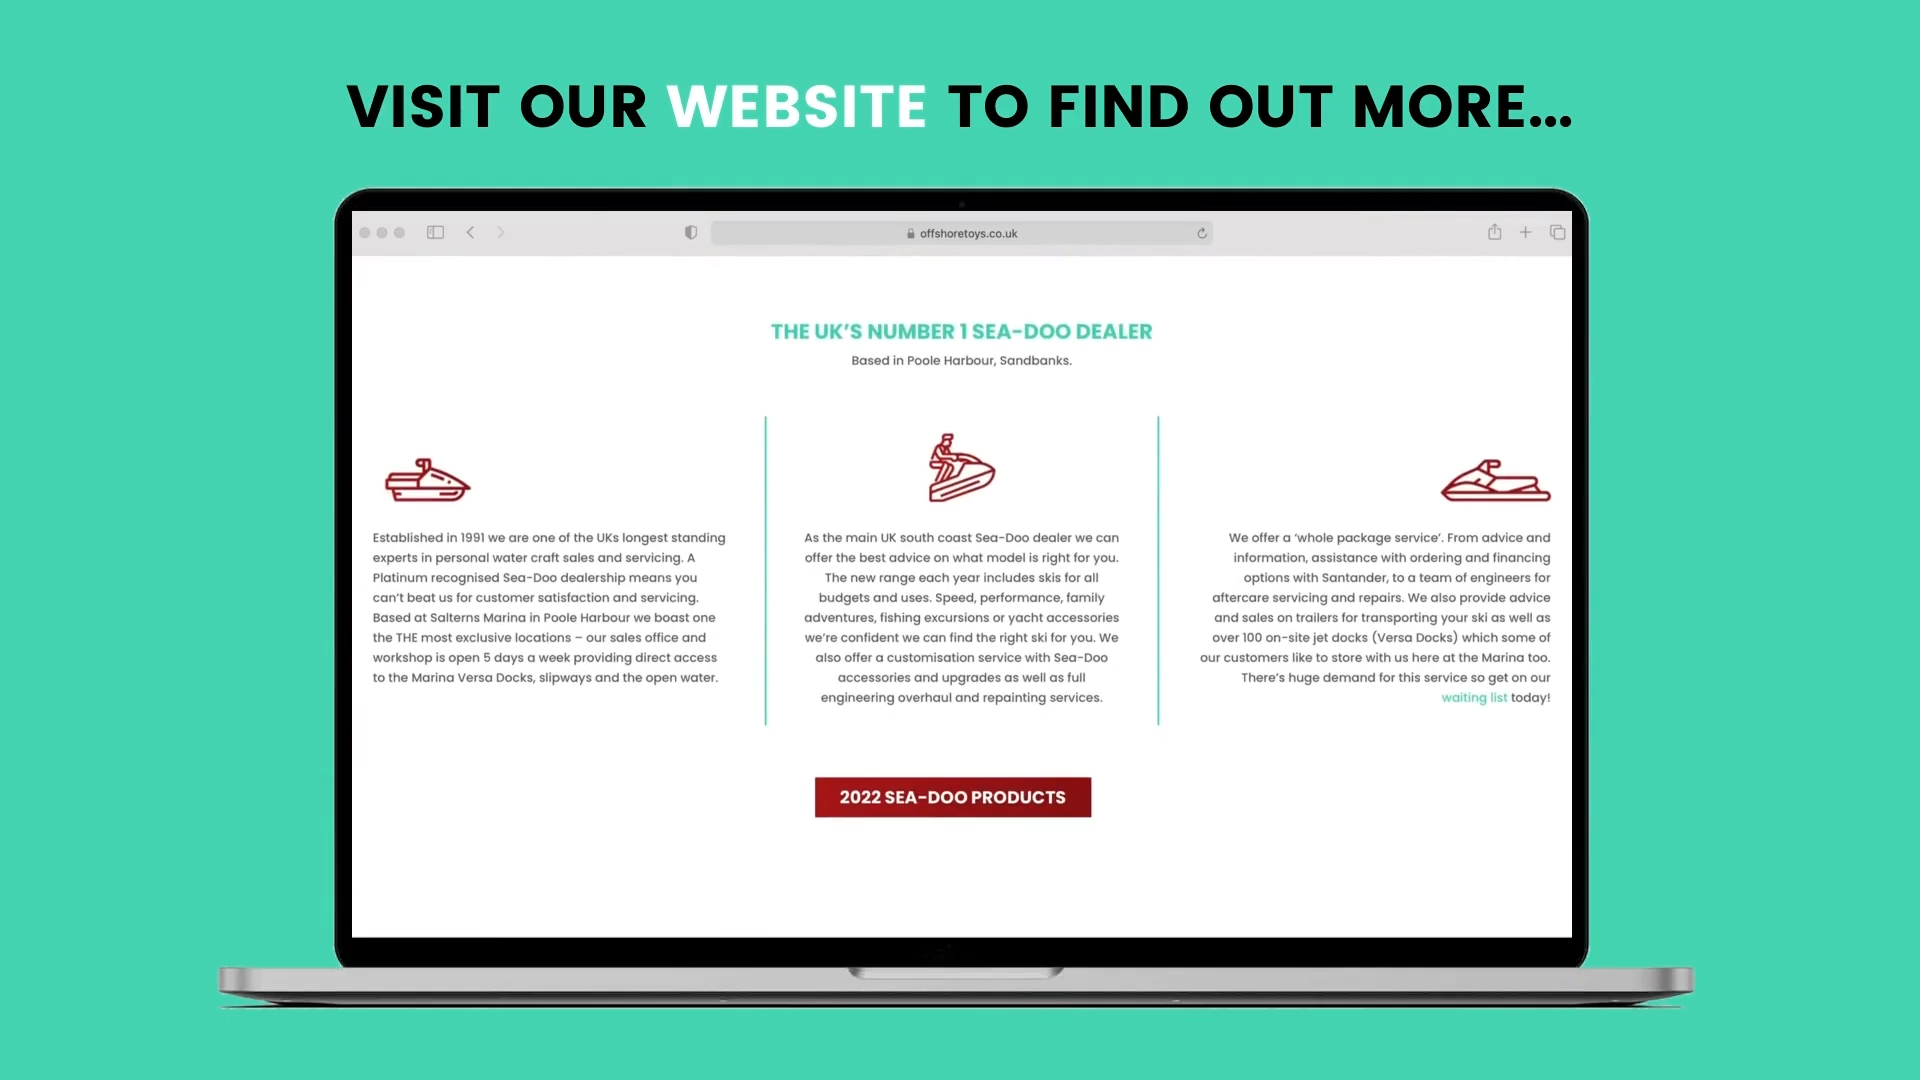 VISIT OUR WEBSITE TO FIND OUT MORE...
offshoretoys.co.uk
THE UK’S NUMBER 1 SEA-DOO DEALER
Based in Poole Harbour, Sandbanks.
Established in 1991 we are one of the UKs longest standing
experts in personal water craft sales and servicing. A
Platinum recognised Sea-Doo dealership means you
can’t beat us for customer satisfaction and servicing.
Based at Salterns Marina in Poole Harbour we boast one
the THE most exclusive locations – our sales office and
workshop is open 5 days a week providing direct access
to the Marina Versa Docks, slipways and the open water.
As the main UK south coast Sea-Doo dealer we can
offer the best advice on what model is right for you.
The new range each year includes skis for all
budgets and uses. Speed, performance, family
adventures, fishing excursions or yacht accessories
we’re confident we can find the right ski for you. We
also offer a customisation service with Sea-Doo
accessories and upgrades as well as full
engineering overhaul and repainting services.
We offer a ‘whole package service’. From advice and
information, assistance with ordering and financing
options with Santander, to a team of engineers for
aftercare servicing and repairs. We also provide advice
and sales on trailers for transporting your ski as well as
over 100 on-site jet docks (Versa Docks) which some of
our customers like to store with us here at the Marina too.
There’s huge demand for this service so get on our
waiting list today!
2022 SEA-DOO PRODUCTS